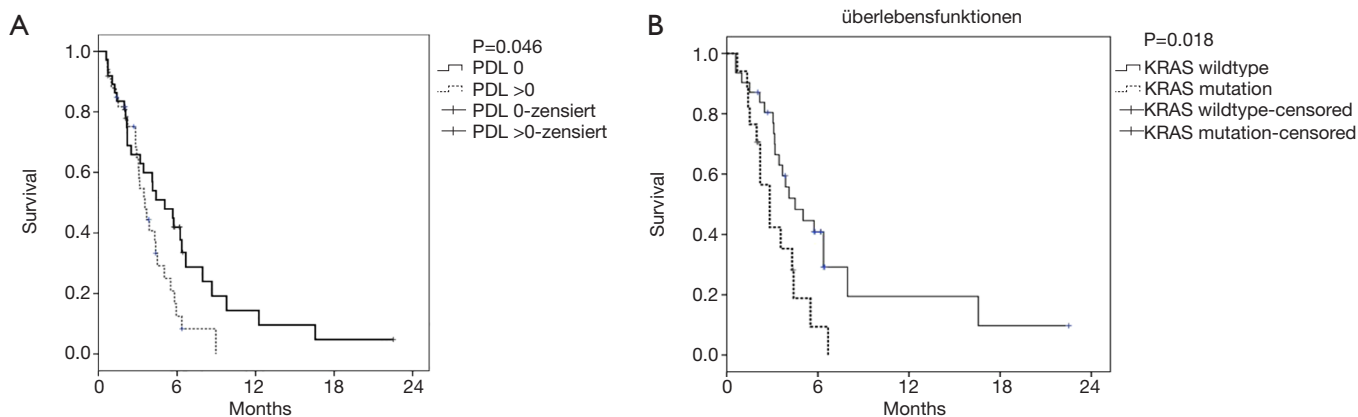 A
P=0.046
PDL 0
PDL >0
PDL 0-zensiert
PDL >0-zensiert
1.0
0.8
0.6
0.4
0.2
0.0
Survival
0 6 12 18 24
Months
B
überlebensfunktionen
P=0.018
KRAS wildtype
KRAS mutation
KRAS wildtype-censored
KRAS mutation-censored
1.0
0.8
0.6
0.4
0.2
0.0
Survival
0 6 12 18 24
Months